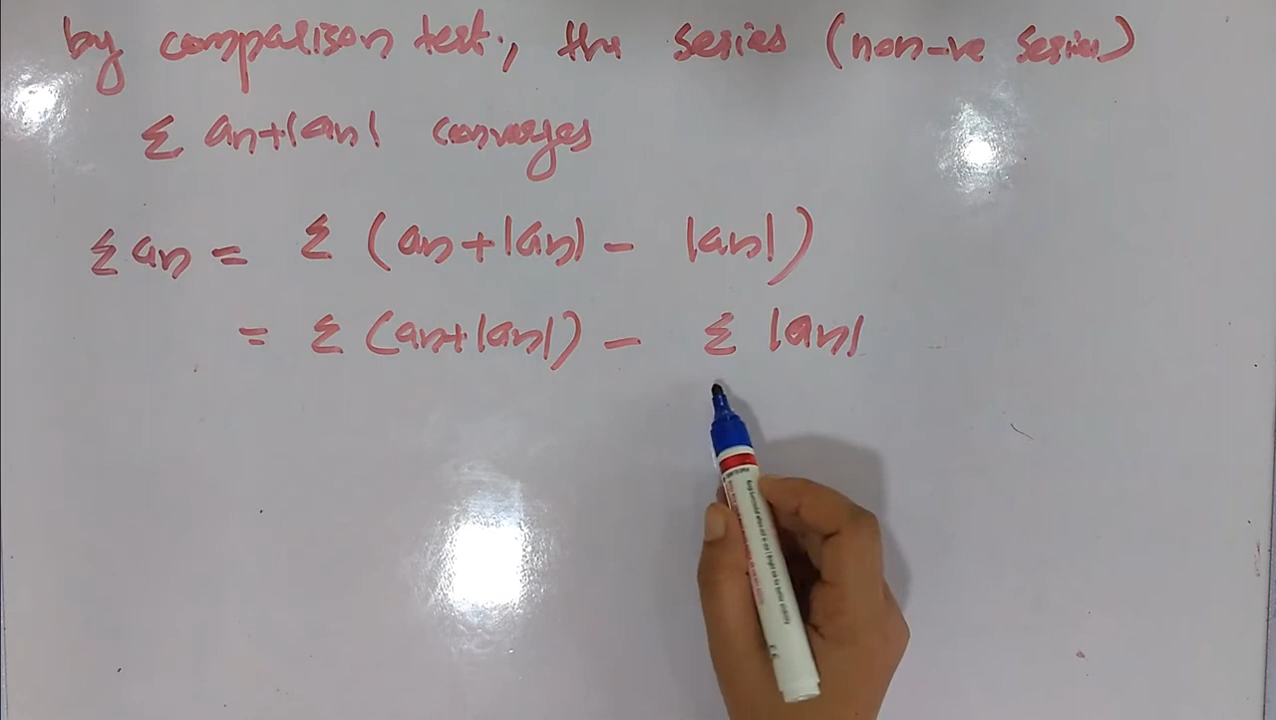 by comparison test, the series (non-ve series)
Σ an+|an| converges
Σ an = Σ (an + |an| - |an|)
= Σ (an+|an|) - Σ |an|